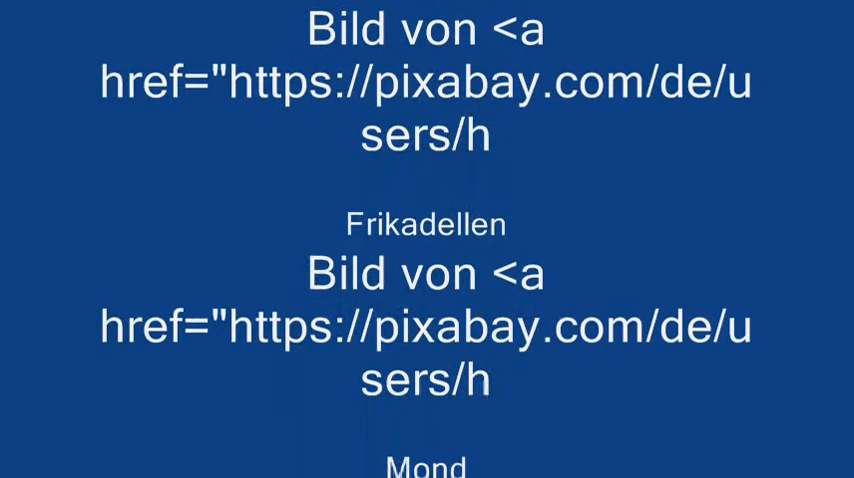 Bild von <a
href="https://pixabay.com/de/u
sers/h
Frikadellen
Bild von <a
href="https://pixabay.com/de/u
sers/h
Mond